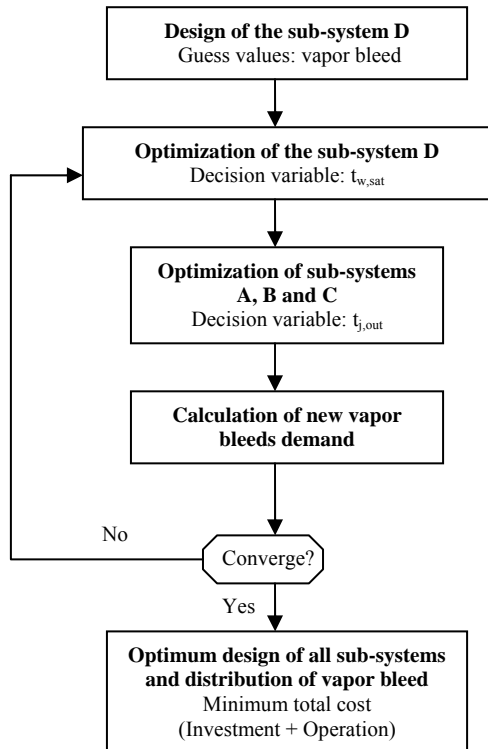 Design of the sub-system D
Guess values: vapor bleed
Optimization of the sub-system D
Decision variable: t_w,sat
Optimization of sub-systems
A, B and C
Decision variable: t_j,out
Calculation of new vapor
bleeds demand
No
Converge?
Yes
Optimum design of all sub-systems
and distribution of vapor bleed
Minimum total cost
(Investment + Operation)